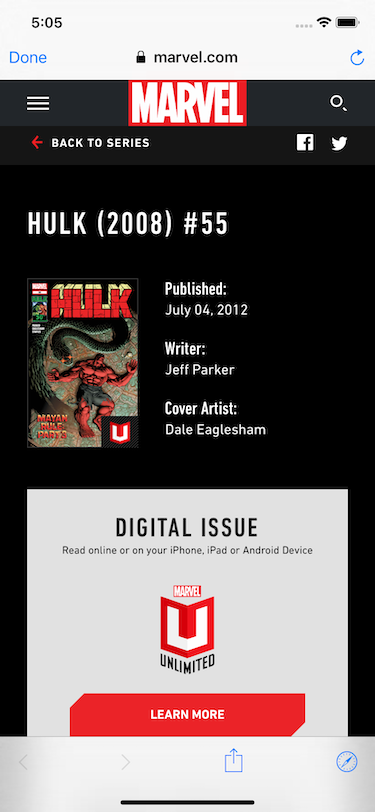 5:05
Done
marvel.com
MARVEL
BACK TO SERIES
HULK (2008) #55
MARVEL
HULK
MAYAN
RULE
PART 3
Published:
July 04, 2012
Writer:
Jeff Parker
Cover Artist:
Dale Eaglesham
DIGITAL ISSUE
Read online or on your iPhone, iPad or Android Device
MARVEL
UNLIMITED
LEARN MORE